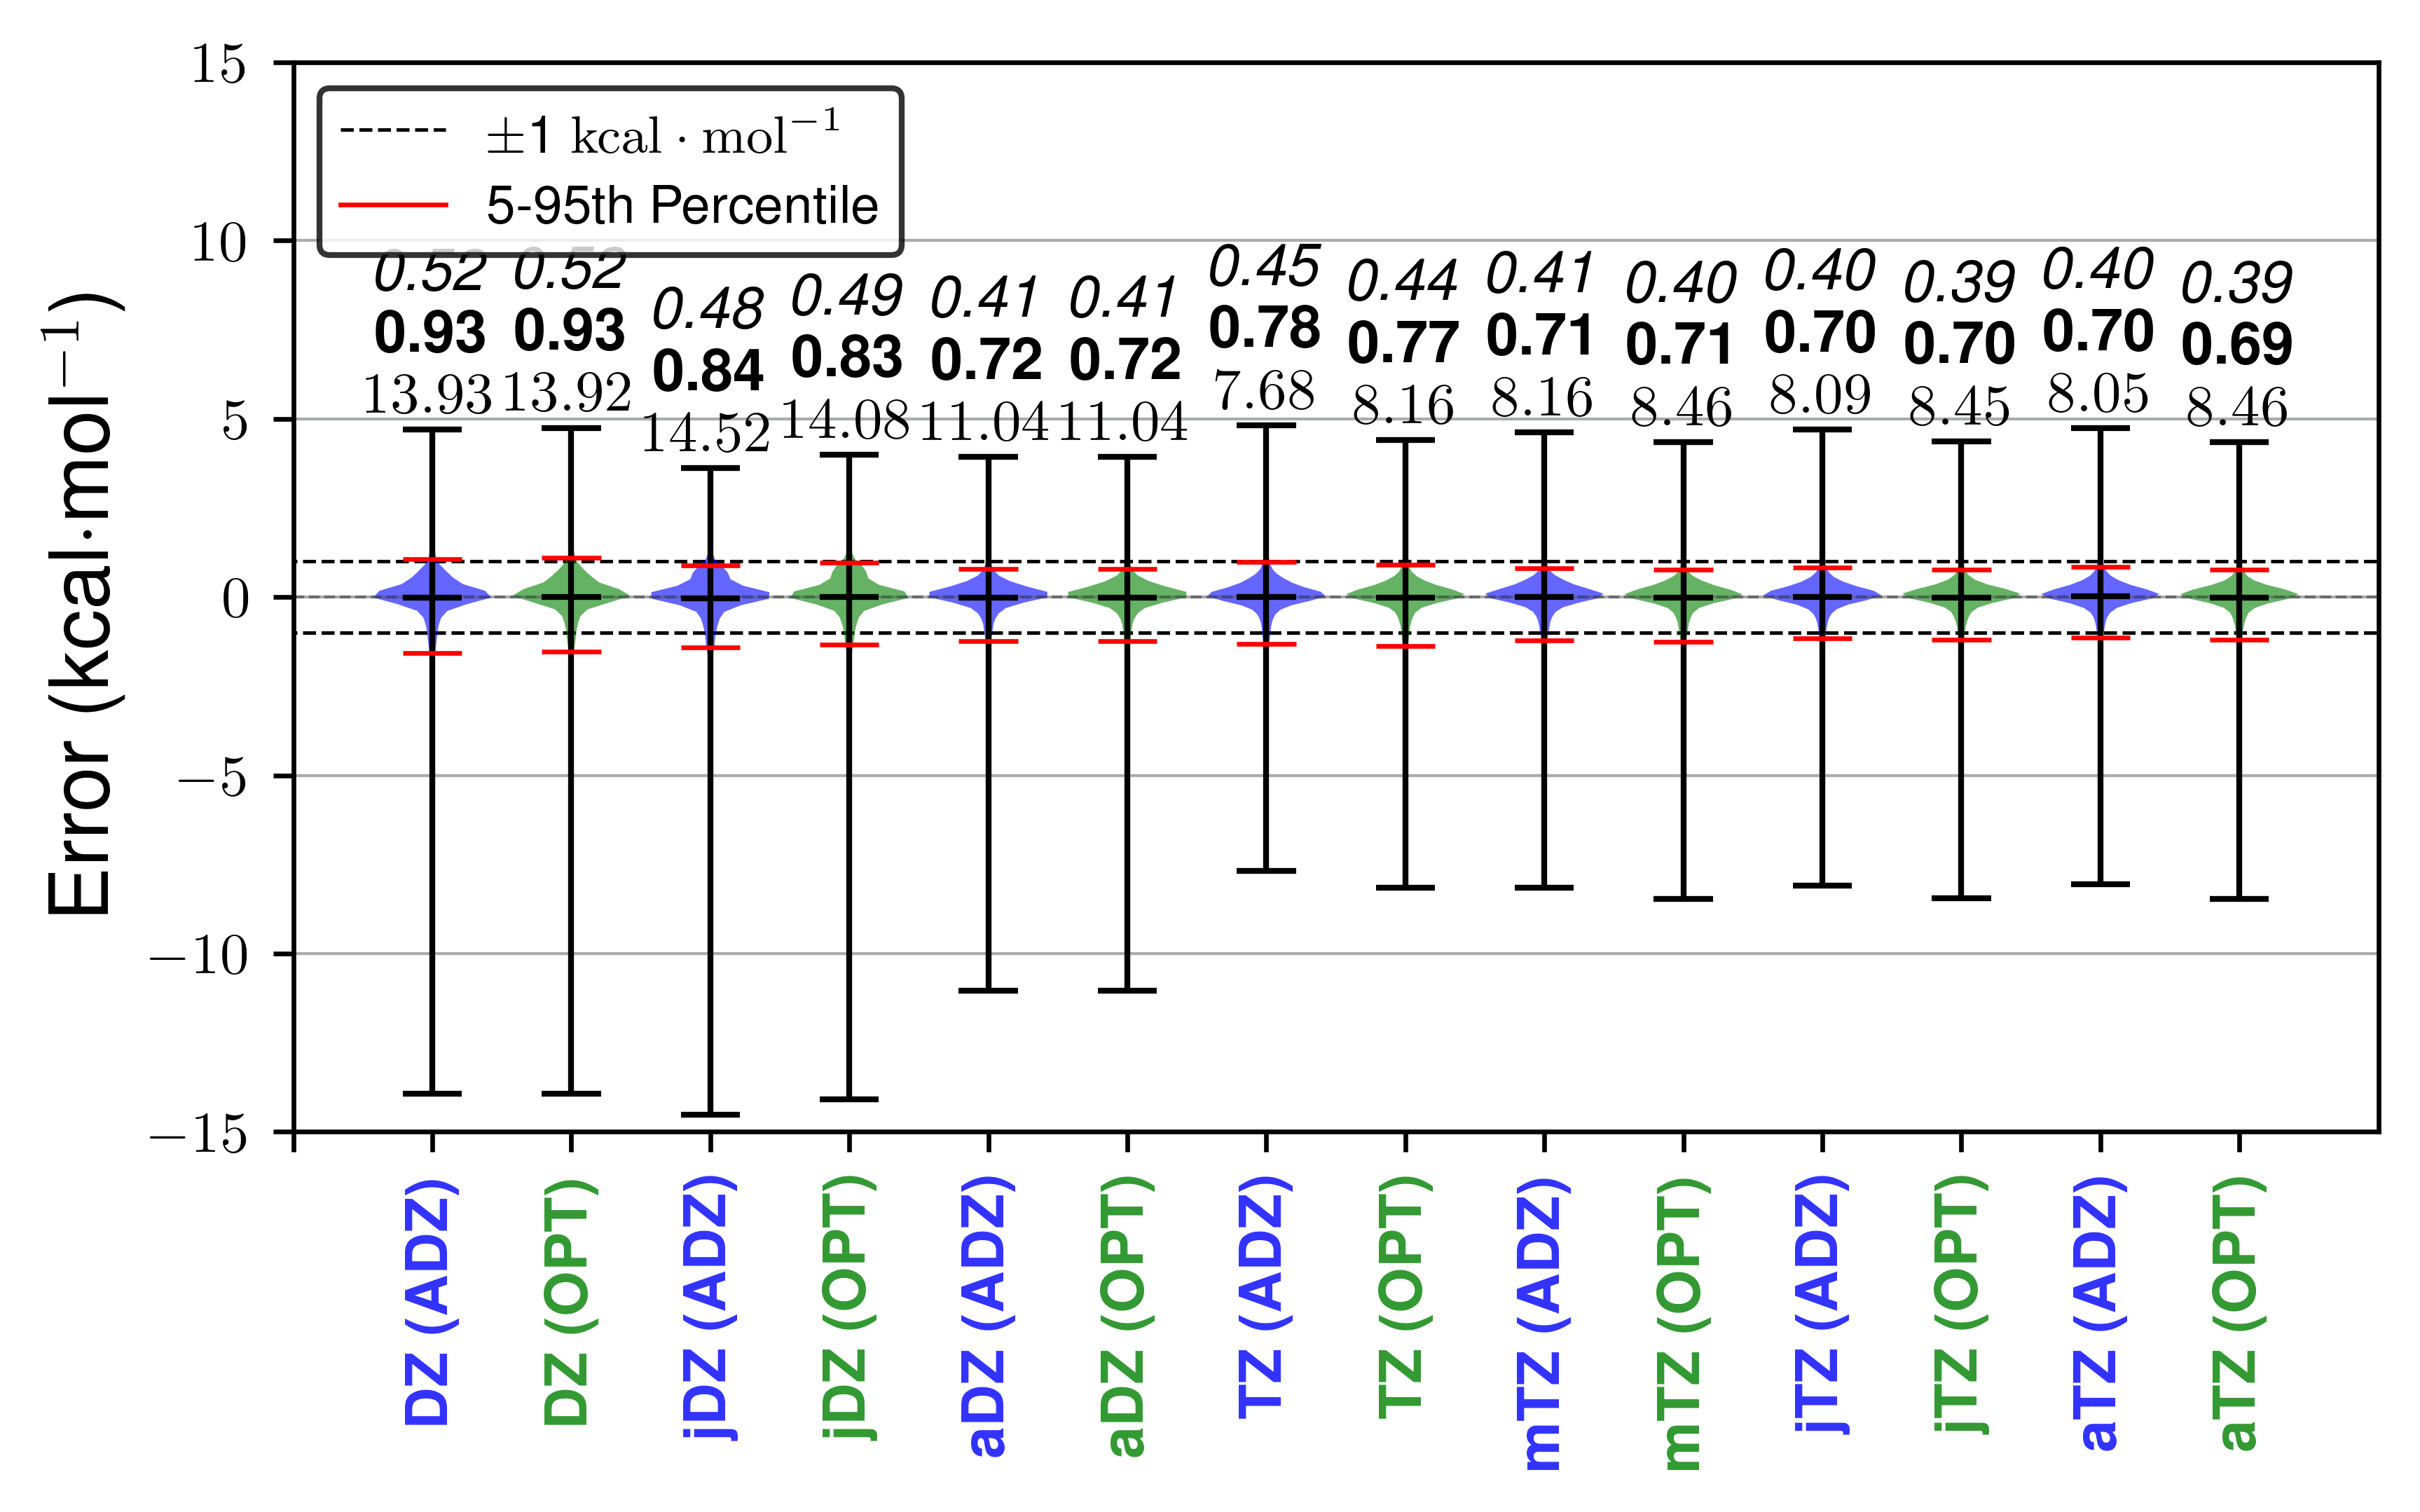 15
10
5
0
−5
−10
−15
Error (kcal·mol⁻¹)
±1 kcal · mol⁻¹
5-95th Percentile
0.52 0.52 0.48 0.49 0.41 0.41 0.45 0.44 0.41 0.40 0.40 0.39 0.40 0.39
0.93 0.93 0.84 0.83 0.72 0.72 0.78 0.77 0.71 0.71 0.70 0.70 0.70 0.69
13.93 13.92 14.52 14.08 11.04 11.04 7.68 8.16 8.16 8.46 8.09 8.45 8.05 8.46
DZ (ADZ)
DZ (OPT)
jDZ (ADZ)
jDZ (OPT)
aDZ (ADZ)
aDZ (OPT)
TZ (ADZ)
TZ (OPT)
mTZ (ADZ)
mTZ (OPT)
jTZ (ADZ)
jTZ (OPT)
aTZ (ADZ)
aTZ (OPT)